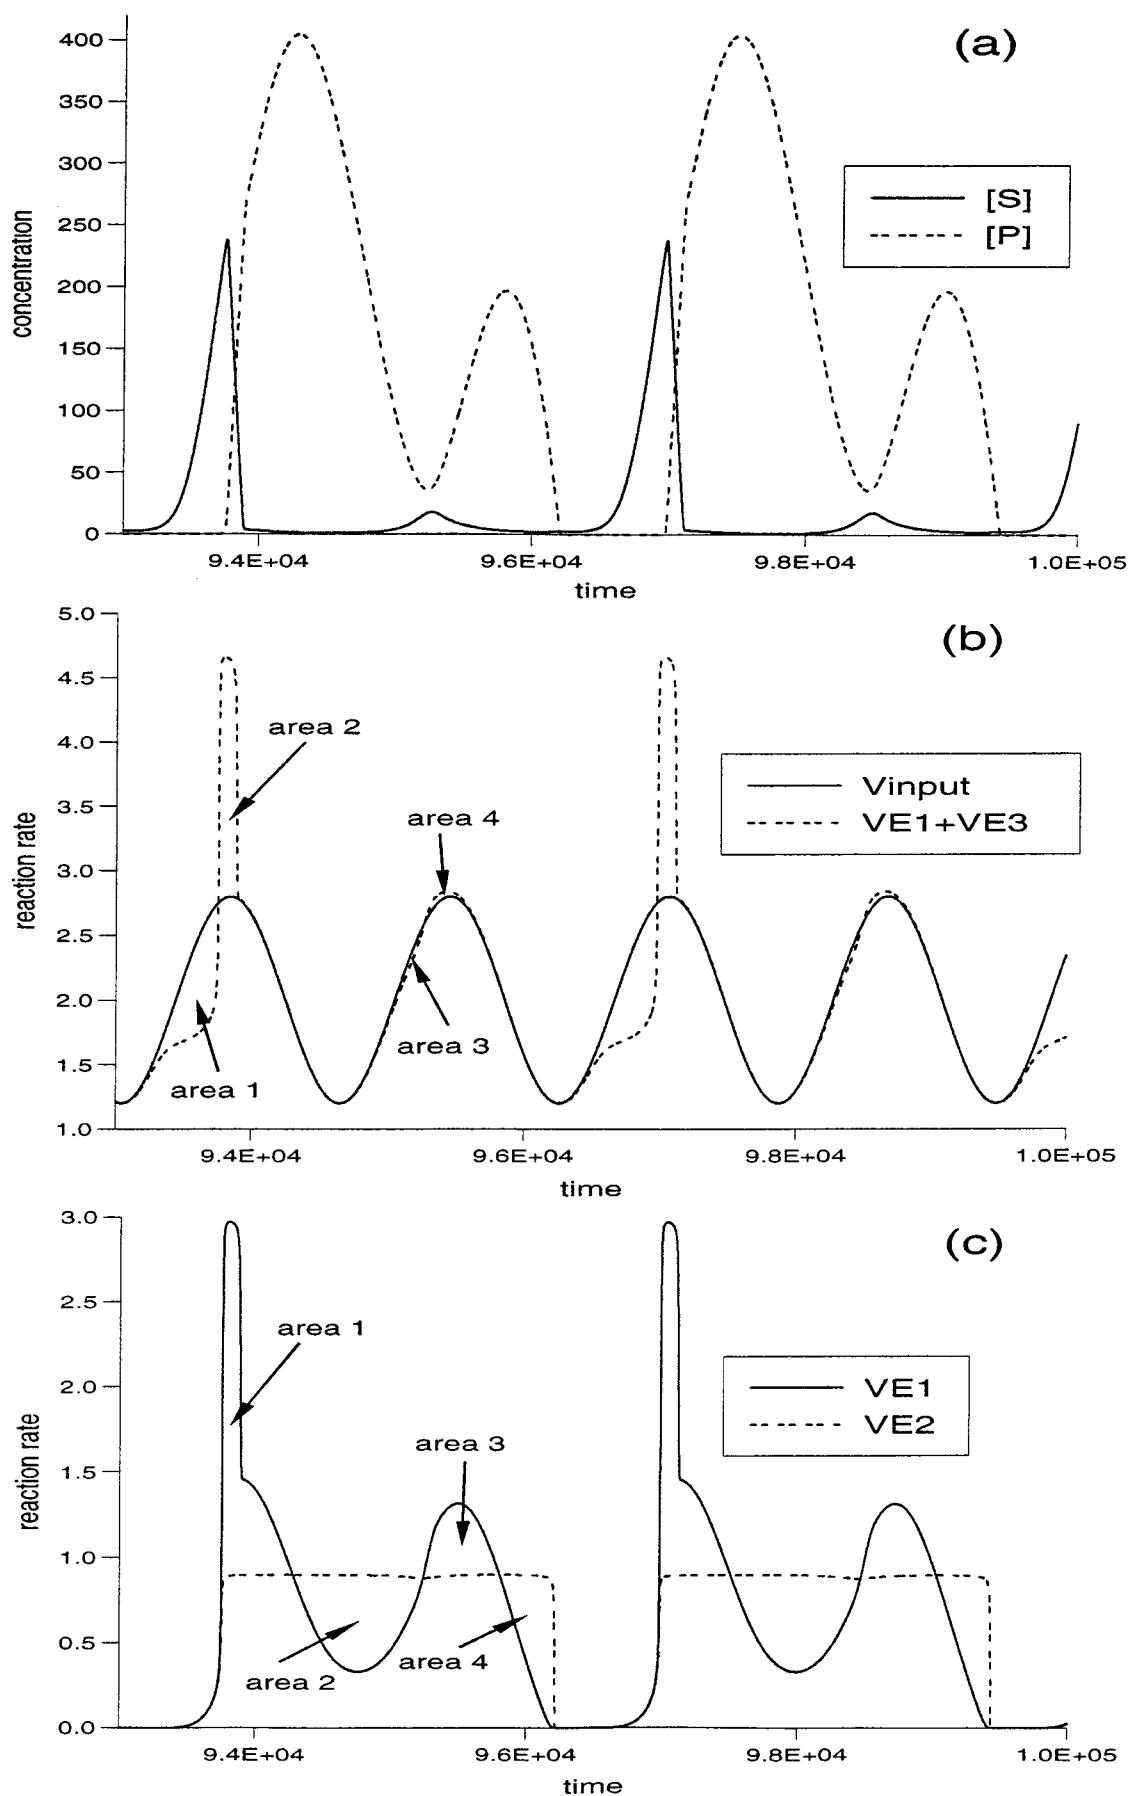 (a)
400
350
300
250
200
150
100
50
0
concentration
[S]
[P]
9.4E+04 9.6E+04 9.8E+04 1.0E+05
time
(b)
5.0
4.5
4.0
3.5
3.0
2.5
2.0
1.5
1.0
reaction rate
area 2
area 4
Vinput
VE1+VE3
area 3
area 1
9.4E+04 9.6E+04 9.8E+04 1.0E+05
time
(c)
3.0
2.5
2.0
1.5
1.0
0.5
0.0
reaction rate
area 1
VE1
VE2
area 3
area 4
area 2
9.4E+04 9.6E+04 9.8E+04 1.0E+05
time